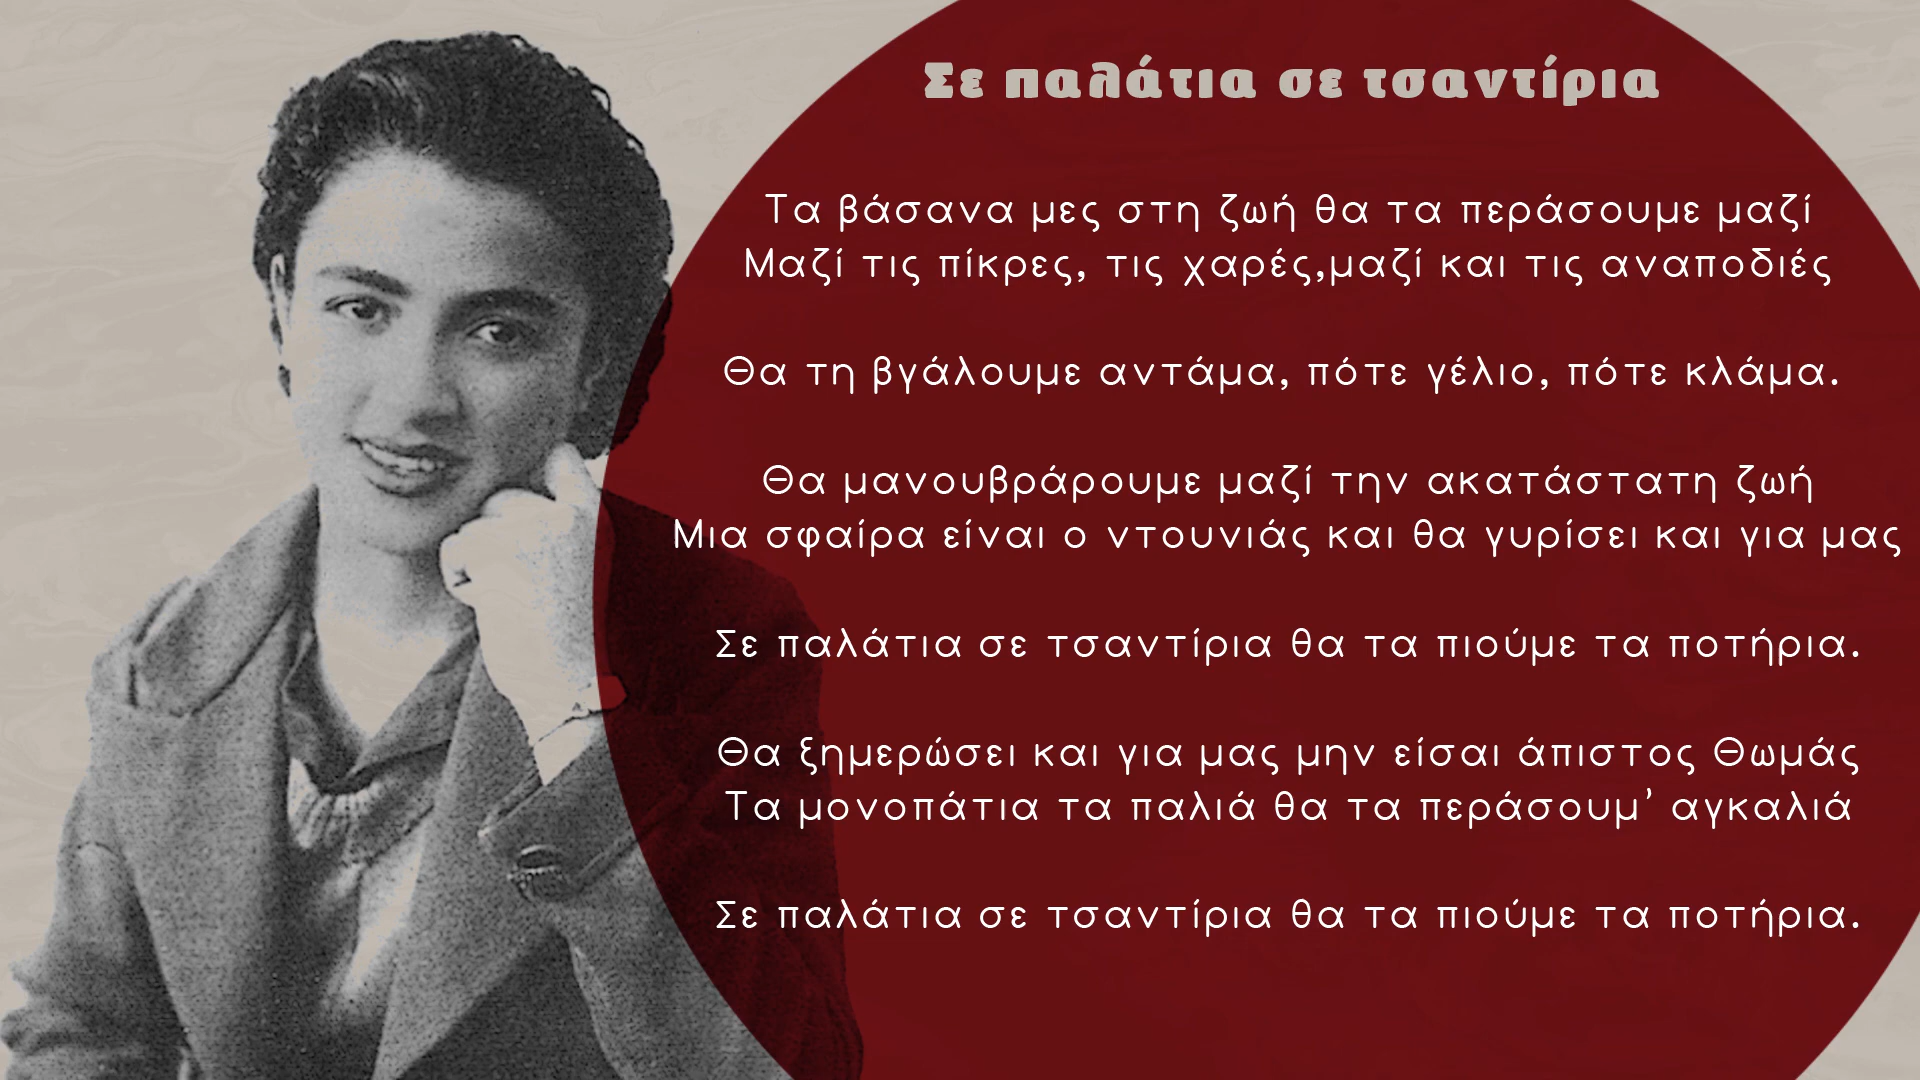 Σε παλάτια σε τσαντίρια
Τα βάσανα μες στη ζωή θα τα περάσουμε μαζί
Μαζί τις πίκρες, τις χαρές,μαζί και τις αναποδιές
Θα τη βγάλουμε αντάμα, πότε γέλιο, πότε κλάμα.
Θα μανουβράρουμε μαζί την ακατάστατη ζωή
Μια σφαίρα είναι ο ντουνιάς και θα γυρίσει και για μας
Σε παλάτια σε τσαντίρια θα τα πιούμε τα ποτήρια.
Θα ξημερώσει και για μας μην είσαι άπιστος Θωμάς
Τα μονοπάτια τα παλιά θα τα περάσουμ’ αγκαλιά
Σε παλάτια σε τσαντίρια θα τα πιούμε τα ποτήρια.